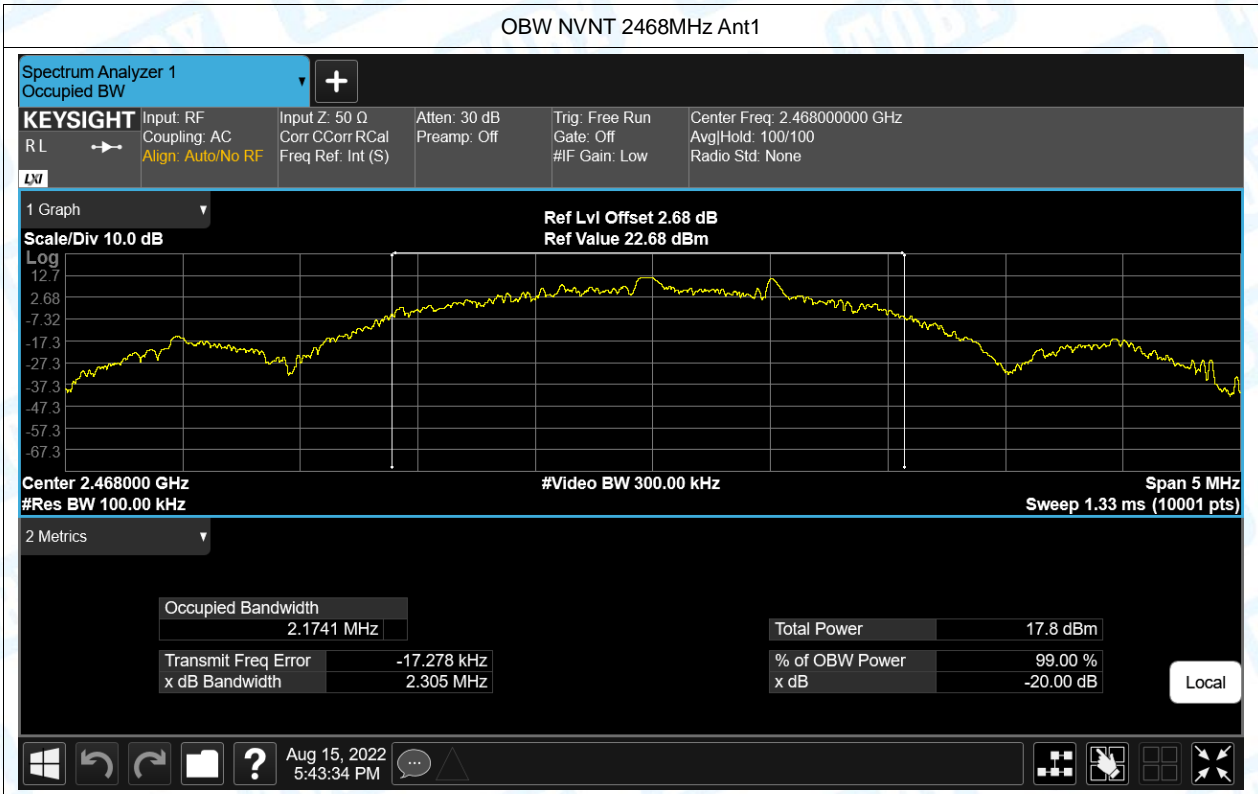 OBW NVNT 2468MHz Ant1
Spectrum Analyzer 1
Occupied BW
KEYSIGHT
RL
LXI
Input: RF
Coupling: AC
Align: Auto/No RF
Input Z: 50 Ω
Corr CCorr RCal
Freq Ref: Int (S)
Atten: 30 dB
Preamp: Off
Trig: Free Run
Gate: Off
#IF Gain: Low
Center Freq: 2.468000000 GHz
Avg|Hold: 100/100
Radio Std: None
1 Graph
Scale/Div 10.0 dB
Ref Lvl Offset 2.68 dB
Ref Value 22.68 dBm
Log
12.7
2.68
-7.32
-17.3
-27.3
-37.3
-47.3
-57.3
-67.3
Center 2.468000 GHz
#Video BW 300.00 kHz
Span 5 MHz
#Res BW 100.00 kHz
Sweep 1.33 ms (10001 pts)
2 Metrics
Occupied Bandwidth
2.1741 MHz
Total Power 17.8 dBm
Transmit Freq Error -17.278 kHz
% of OBW Power 99.00 %
x dB Bandwidth 2.305 MHz
x dB -20.00 dB
Local
Aug 15, 2022
5:43:34 PM